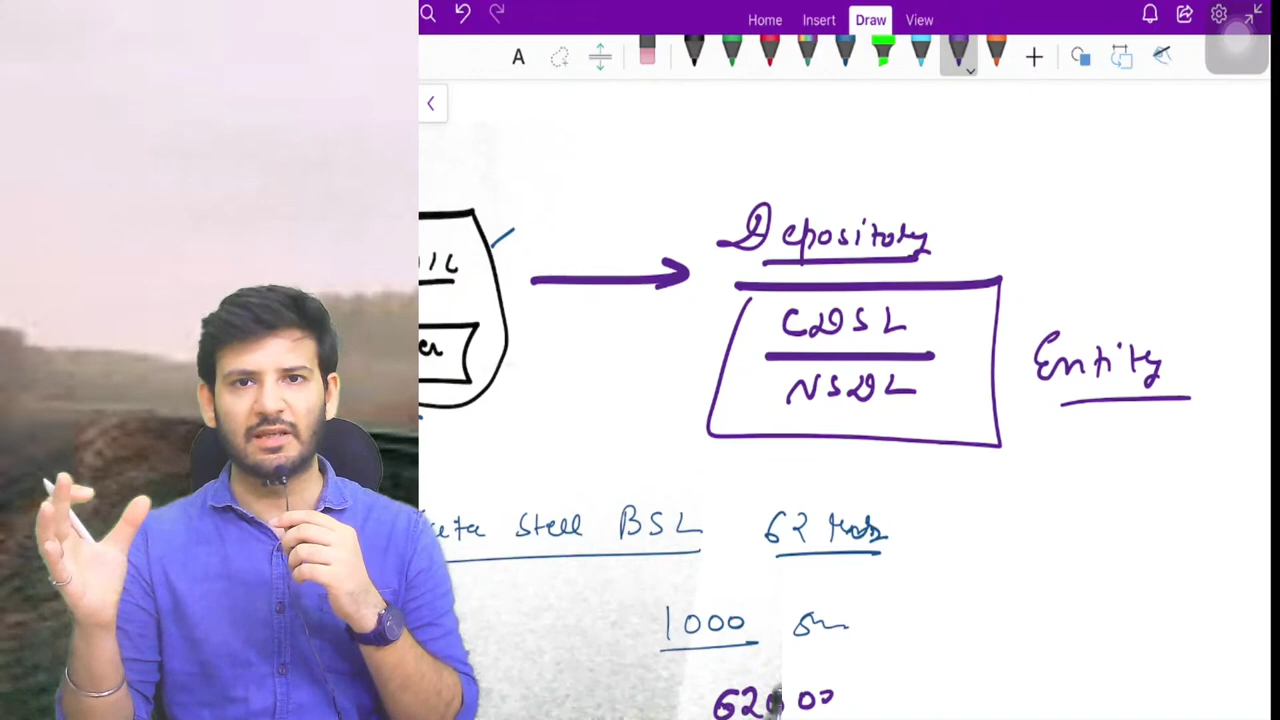 Home Insert Draw View
A
Depository
CDSL
NSDL
Entity
Steel BSL 62
1000